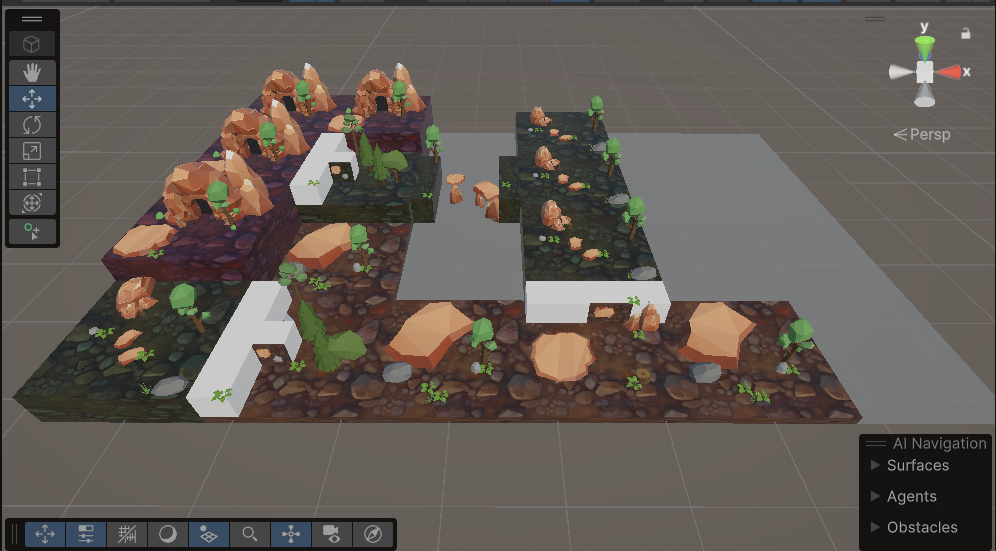 y
x
Persp
AI Navigation
Surfaces
Agents
Obstacles